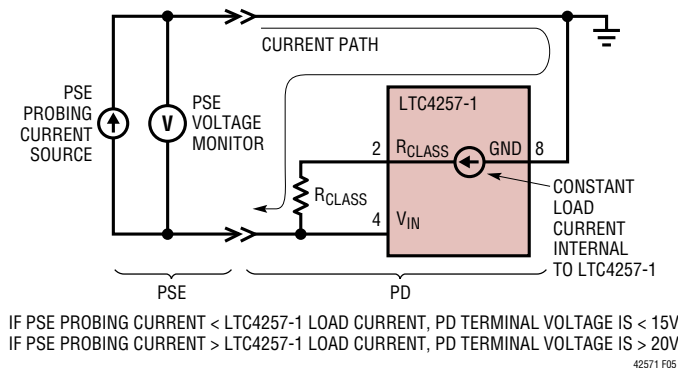 CURRENT PATH
PSE
PROBING
CURRENT
SOURCE
V
PSE
VOLTAGE
MONITOR
LTC4257-1
2
RCLASS
GND
8
RCLASS
4
VIN
CONSTANT
LOAD
CURRENT
INTERNAL
TO LTC4257-1
PSE
PD
IF PSE PROBING CURRENT < LTC4257-1 LOAD CURRENT, PD TERMINAL VOLTAGE IS < 15V
IF PSE PROBING CURRENT > LTC4257-1 LOAD CURRENT, PD TERMINAL VOLTAGE IS > 20V
42571 F05